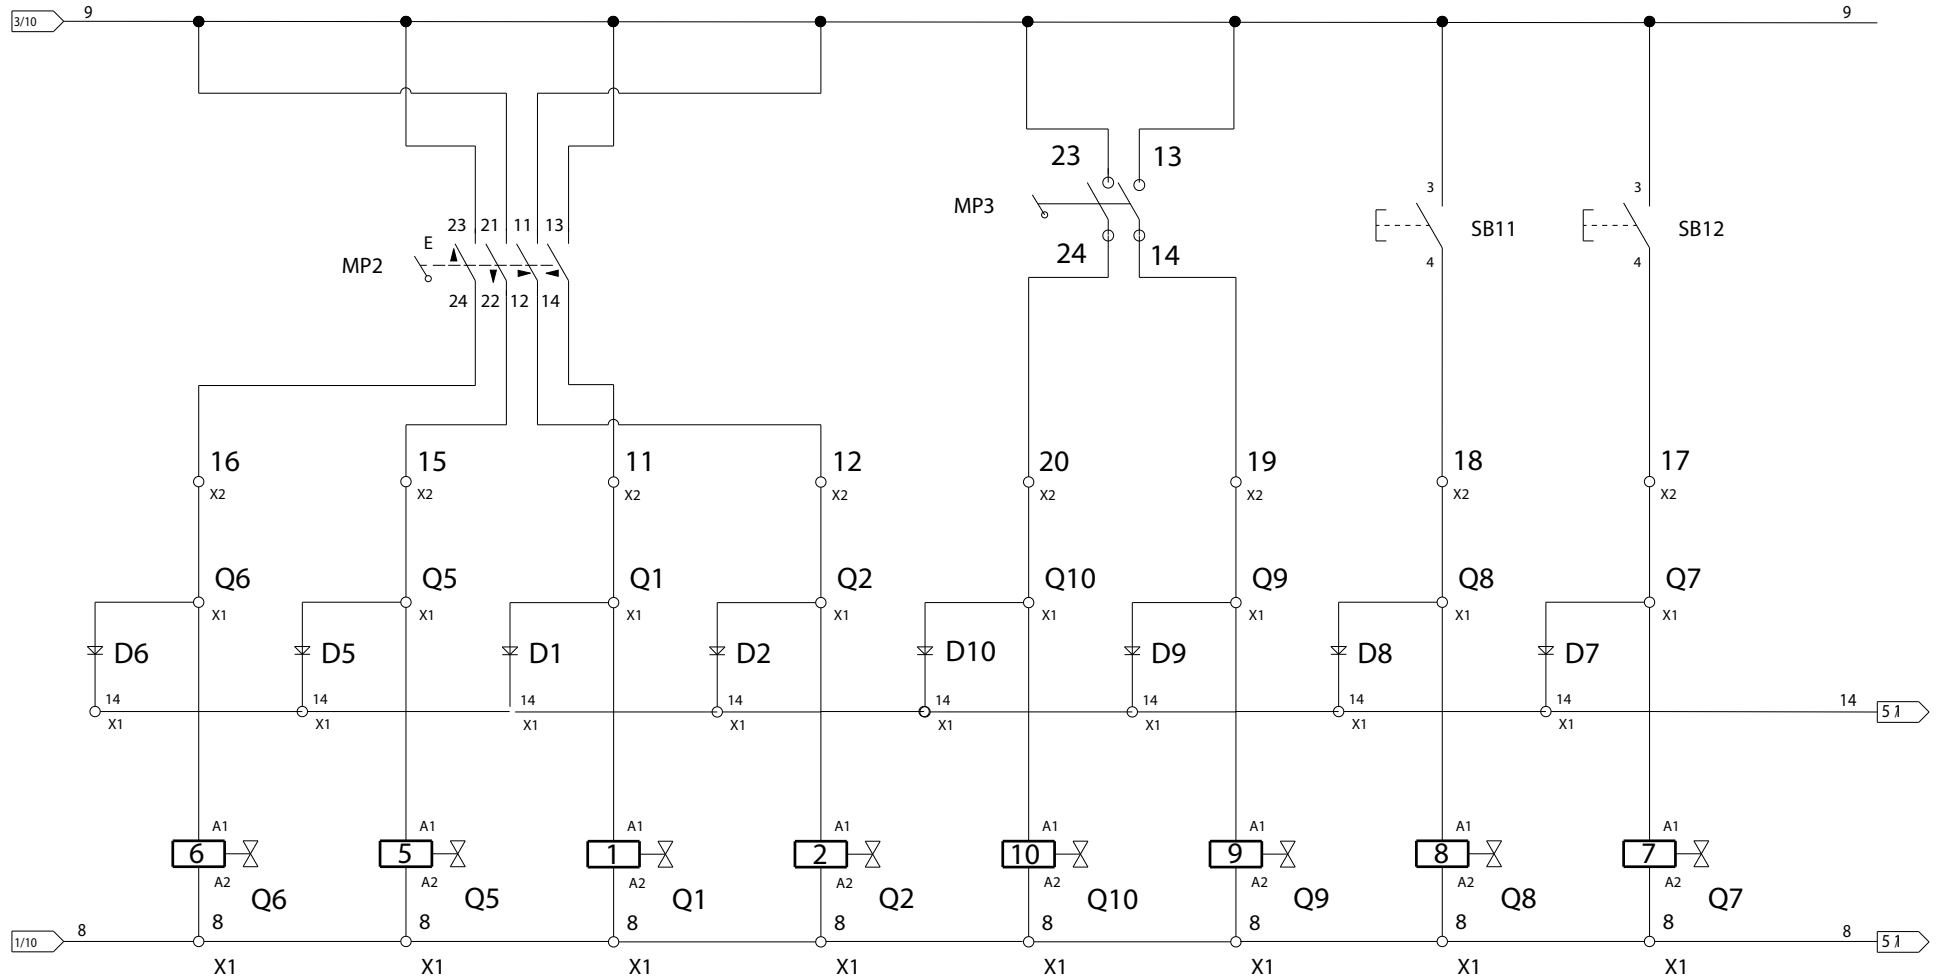 3/10 9 9
23 13
MP3
3 3
SB11 SB12
23 21 11 13
E
MP2
24 14
4 4
24 22 12 14
16 15 11 12 20 19 18 17
X2 X2 X2 X2 X2 X2 X2 X2
Q6 Q5 Q1 Q2 Q10 Q9 Q8 Q7
X1 X1 X1 X1 X1 X1 X1 X1
D6 D5 D1 D2 D10 D9 D8 D7
14 14 14 14 14 14 14 14 14
5/1
X1 X1 X1 X1 X1 X1 X1 X1
A1 A1 A1 A1 A1 A1 A1 A1
6 5 1 2 10 9 8 7
A2 A2 A2 A2 A2 A2 A2 A2
Q6 Q5 Q1 Q2 Q10 Q9 Q8 Q7
8 8 8 8 8 8 8 8
1/10 8 8 5/1
X1 X1 X1 X1 X1 X1 X1 X1